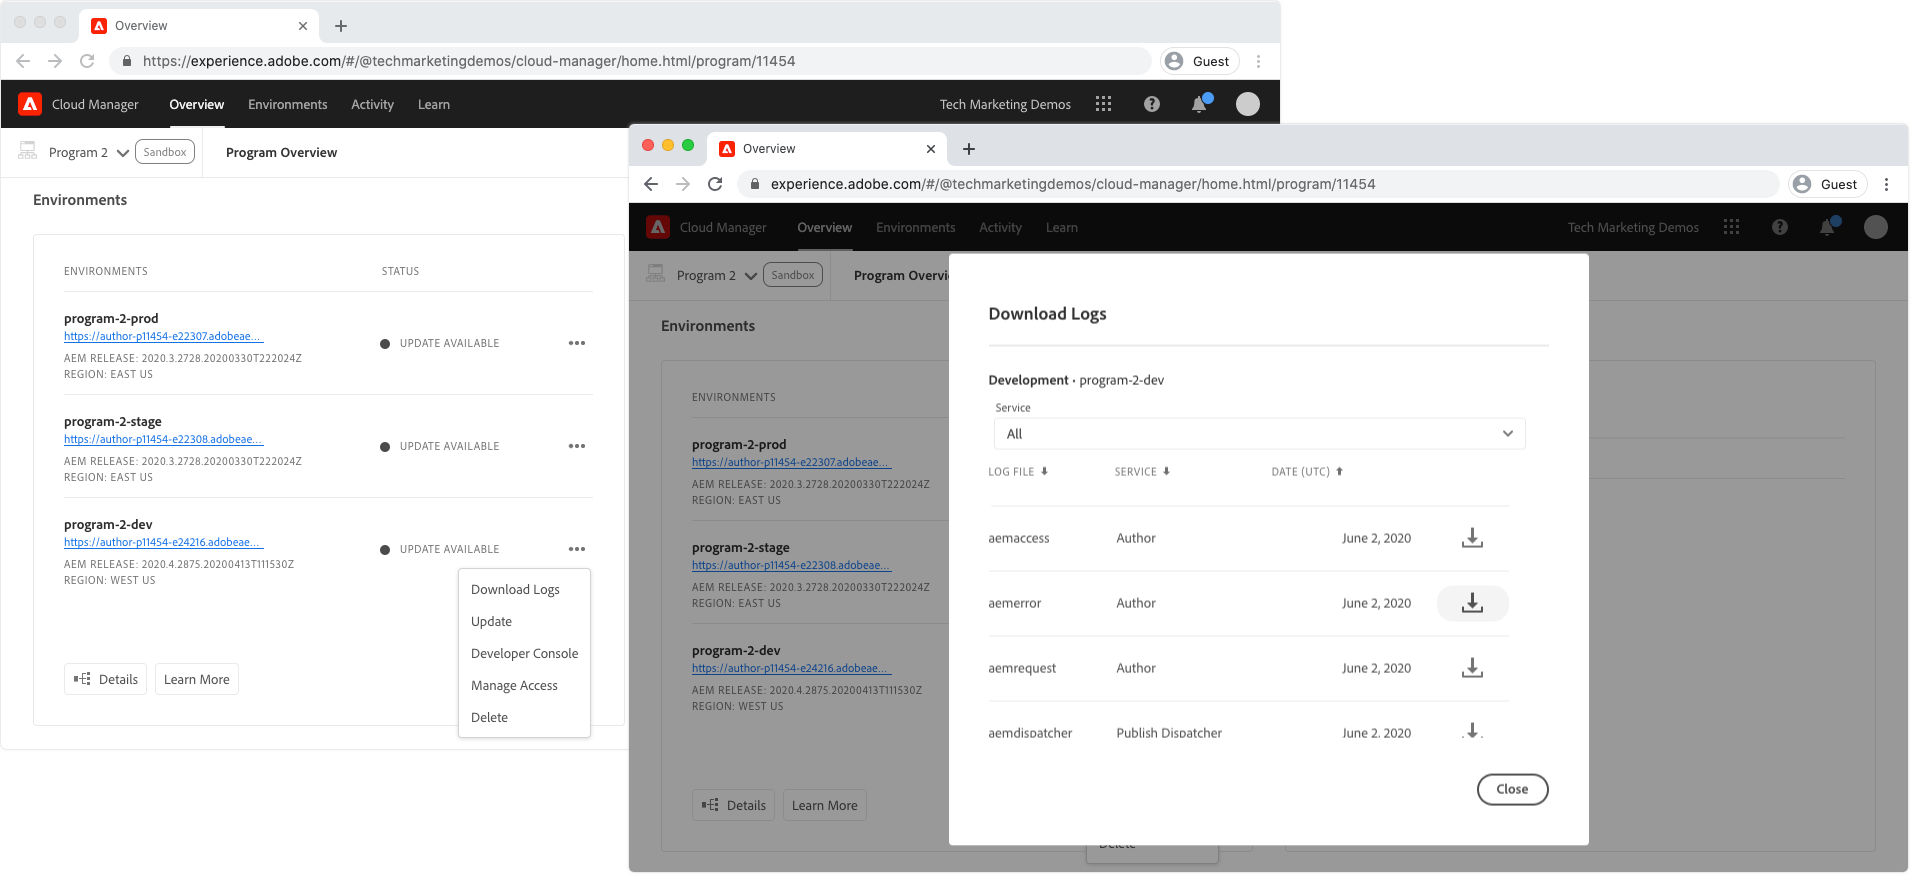 Overview
https://experience.adobe.com/#/@techmarketingdemos/cloud-manager/home.html/program/11454
Guest
Cloud Manager Overview Environments Activity Learn Tech Marketing Demos
Program 2 Sandbox Program Overview
Environments
ENVIRONMENTS STATUS
program-2-prod
https://author-p11454-e22307.adobeae...
UPDATE AVAILABLE
AEM RELEASE: 2020.3.2728.20200330T222024Z
REGION: EAST US
program-2-stage
https://author-p11454-e22308.adobeae...
UPDATE AVAILABLE
AEM RELEASE: 2020.3.2728.20200330T222024Z
REGION: EAST US
program-2-dev
https://author-p11454-e24216.adobeae...
UPDATE AVAILABLE
AEM RELEASE: 2020.4.2875.20200413T111530Z
REGION: WEST US
Download Logs
Update
Developer Console
Manage Access
Delete
Details Learn More
Overview
experience.adobe.com/#/@techmarketingdemos/cloud-manager/home.html/program/11454
Guest
Cloud Manager Overview Environments Activity Learn Tech Marketing Demos
Program 2 Sandbox Program Overvi
Environments
ENVIRONMENTS
program-2-prod
https://author-p11454-e22307.adobeae...
AEM RELEASE: 2020.3.2728.20200330T222024Z
REGION: EAST US
program-2-stage
https://author-p11454-e22308.adobeae...
AEM RELEASE: 2020.3.2728.20200330T222024Z
REGION: EAST US
program-2-dev
https://author-p11454-e24216.adobeae...
AEM RELEASE: 2020.4.2875.20200413T111530Z
REGION: WEST US
Details Learn More
Delete
Download Logs
Development · program-2-dev
Service
All
LOG FILE SERVICE DATE (UTC)
aemaccess Author June 2, 2020
aemerror Author June 2, 2020
aemrequest Author June 2, 2020
aemdispatcher Publish Dispatcher June 2, 2020
Close